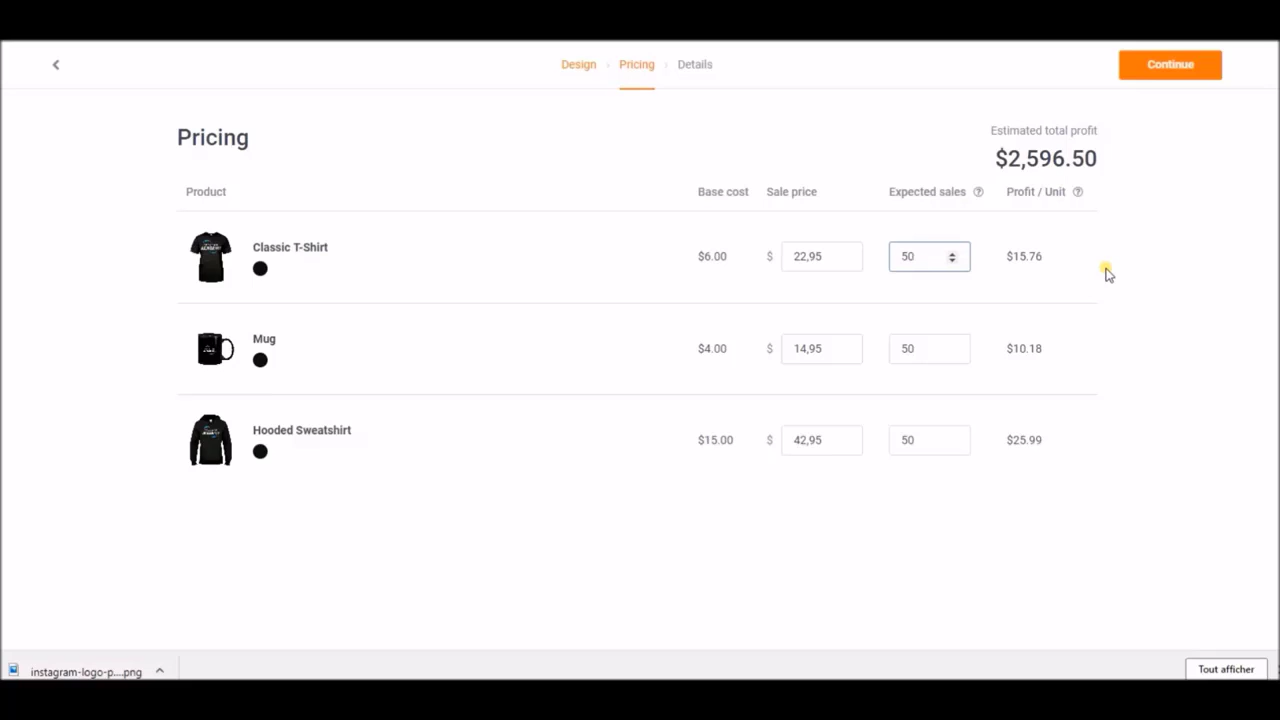 Design › Pricing › Details
Continue
Pricing
Estimated total profit
$2,596.50
Product Base cost Sale price Expected sales ? Profit / Unit ?
Classic T-Shirt
$6.00 $ 22,95 50 $15.76
Mug
$4.00 $ 14,95 50 $10.18
Hooded Sweatshirt
$15.00 $ 42,95 50 $25.99
instagram-logo-p....png
Tout afficher